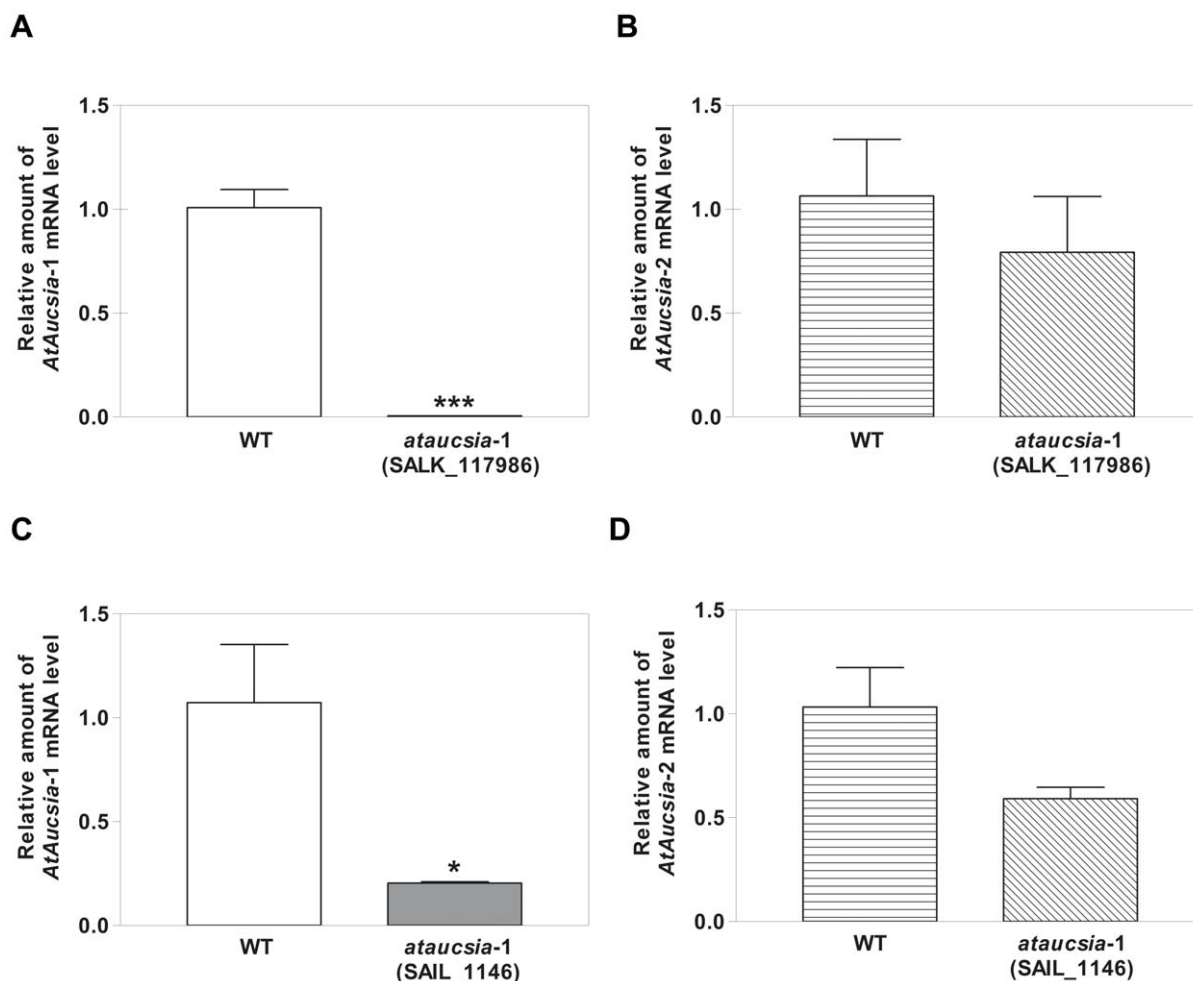 A
Relative amount of
AtAucsia-1 mRNA level
1.5
1.0
0.5
0.0
***
WT
ataucsia-1
(SALK_117986)
B
Relative amount of
AtAucsia-2 mRNA level
1.5
1.0
0.5
0.0
WT
ataucsia-1
(SALK_117986)
C
Relative amount of
AtAucsia-1 mRNA level
1.5
1.0
0.5
0.0
*
WT
ataucsia-1
(SAIL_1146)
D
Relative amount of
AtAucsia-2 mRNA level
1.5
1.0
0.5
0.0
WT
ataucsia-1
(SAIL_1146)